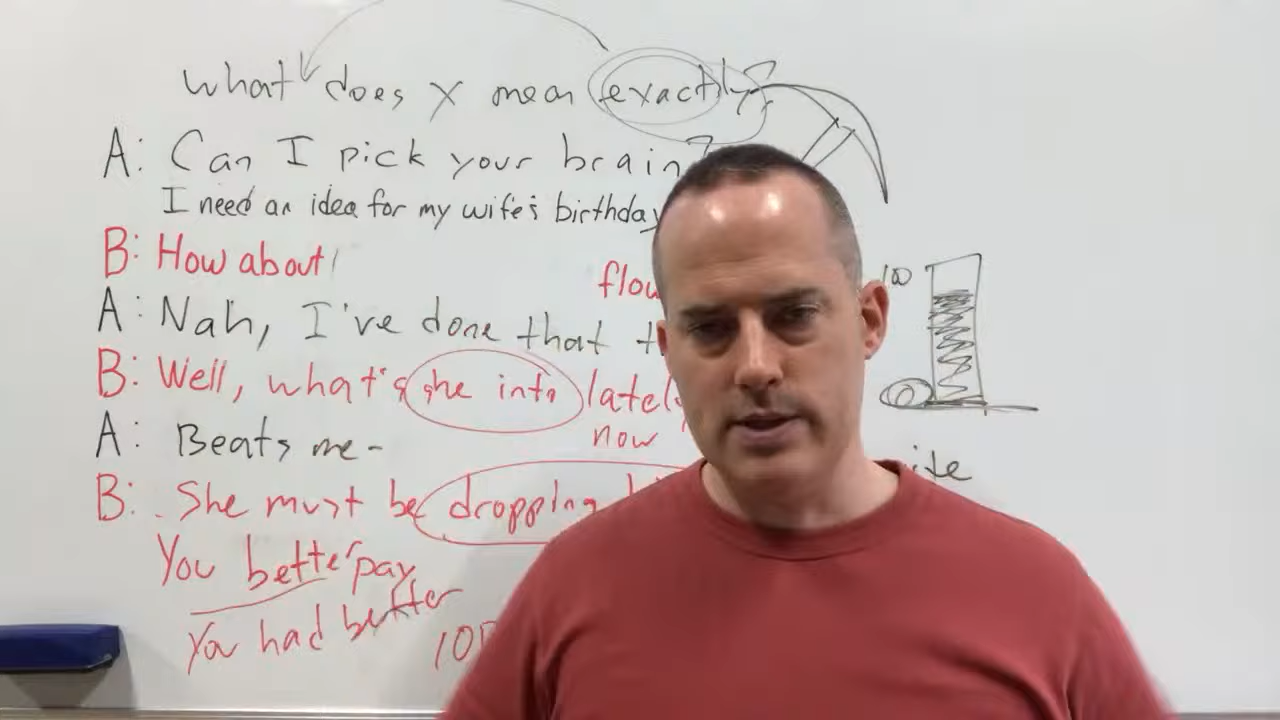 what does x mean exactly?
A: Can I pick your brain?
I need an idea for my wife's birthday
B: How about
A: Nah, I've done that
100
B: Well, what's she into lately
now
A: Beats me-
B: She must be dropping
You better pay
You had better